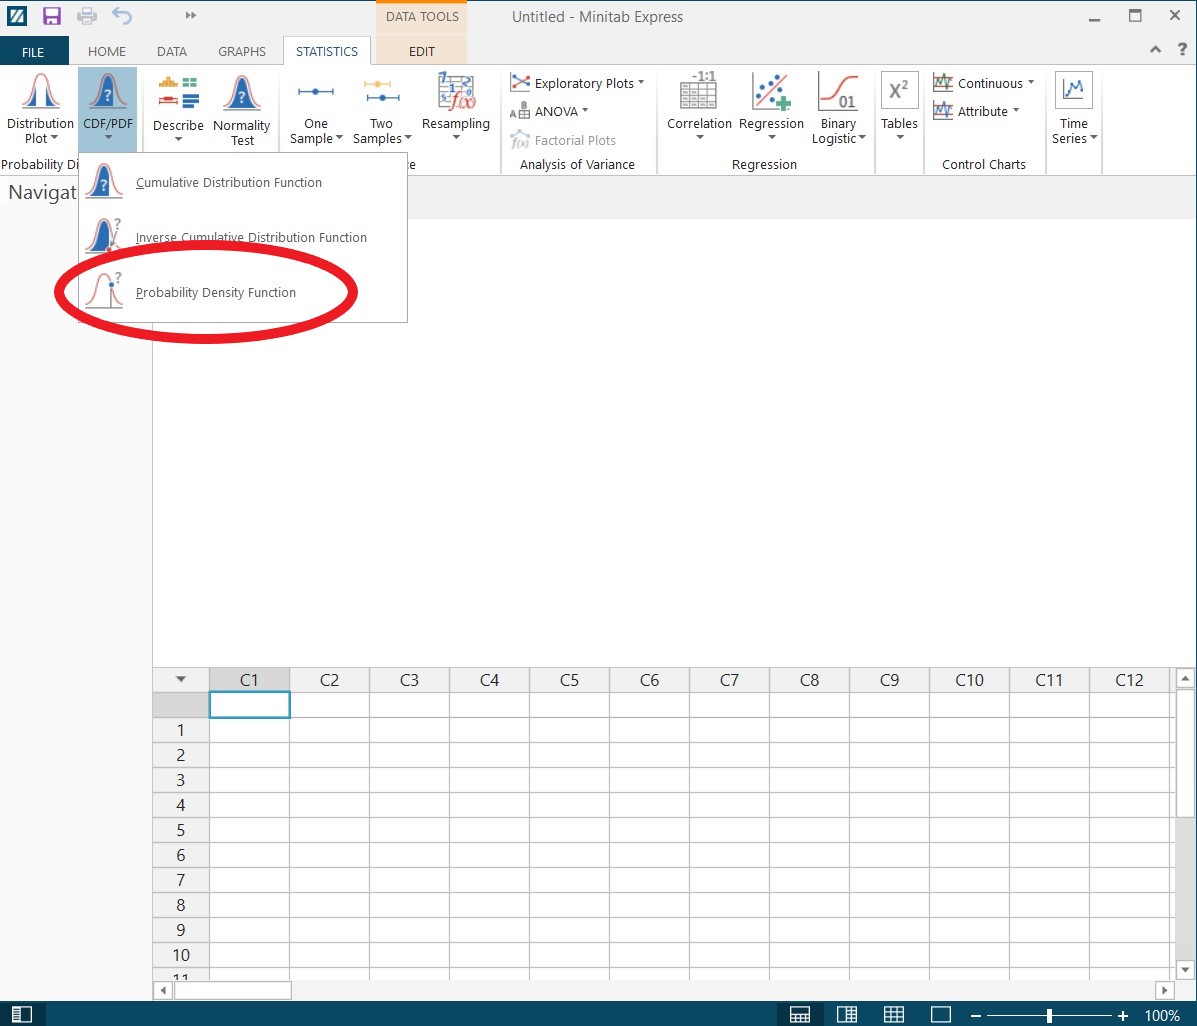 DATA TOOLS
Untitled - Minitab Express
FILE
HOME
DATA
GRAPHS
STATISTICS
EDIT
?
Distribution
Plot
CDF/PDF
Describe
Normality
Test
One
Sample
Two
Samples
Resampling
Exploratory Plots
ANOVA
Factorial Plots
Correlation
Regression
Binary
Logistic
X²
Tables
Continuous
Attribute
Time
Series
Probability Di
ce
Analysis of Variance
Regression
Control Charts
Navigat
Cumulative Distribution Function
Inverse Cumulative Distribution Function
Probability Density Function
C1 C2 C3 C4 C5 C6 C7 C8 C9 C10 C11 C12
1
2
3
4
5
6
7
8
9
10
11
100%